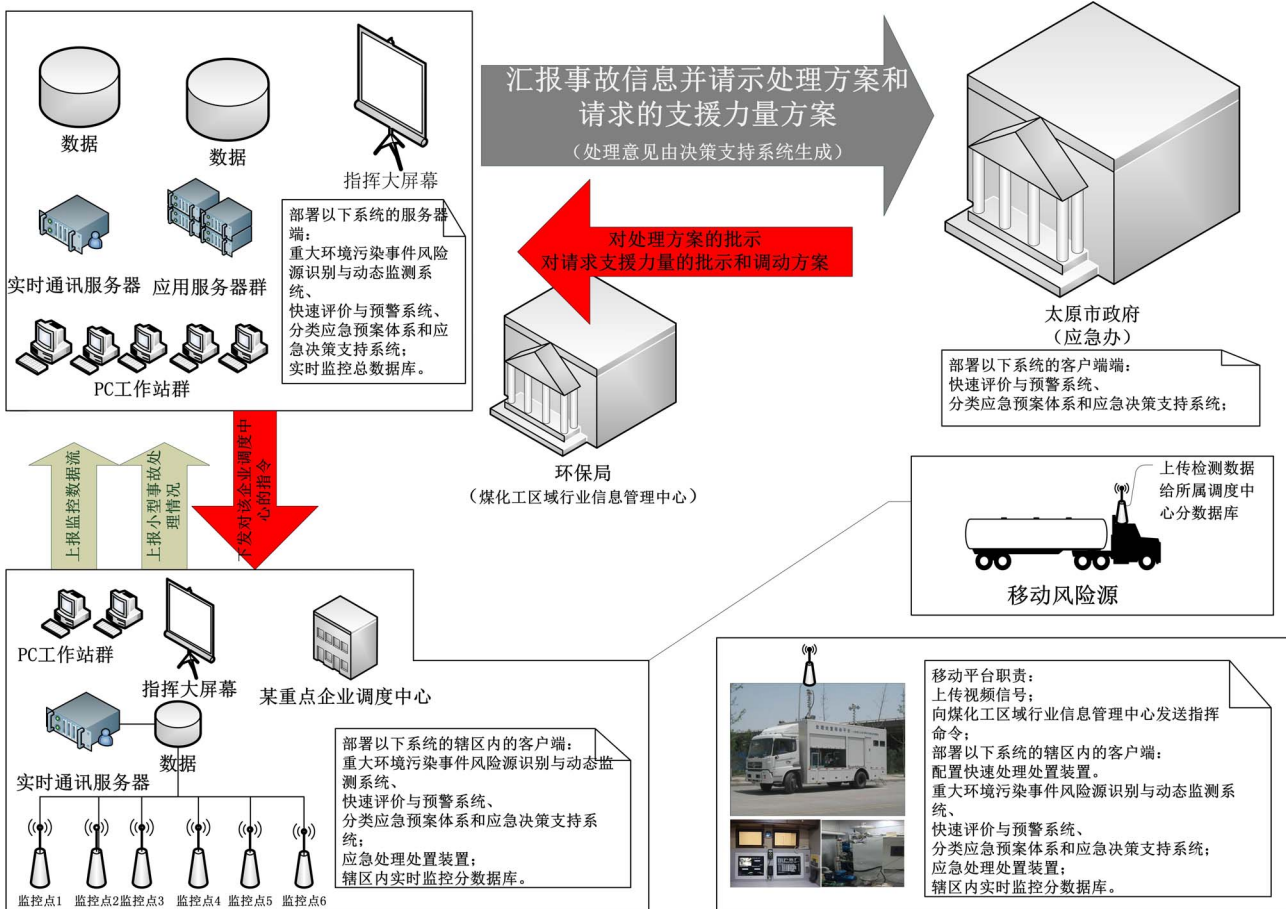 数据
数据
指挥大屏幕
实时通讯服务器
应用服务器群
PC工作站群
部署以下系统的服务器
端：
重大环境污染事件风险
源识别与动态监测系
统、
快速评价与预警系统、
分类应急预案体系和应
急决策支持系统；
实时监控总数据库。
汇报事故信息并请示处理方案和
请求的支援力量方案
（处理意见由决策支持系统生成）
对处理方案的批示
对请求支援力量的批示和调动方案
环保局
（煤化工区域行业信息管理中心）
太原市政府
（应急办）
部署以下系统的客户端端：
快速评价与预警系统、
分类应急预案体系和应急决策支持系统；
上报监控数据流
上报小型事故处
理情况
下发对该企业调度中
心的指令
上传检测数据
给所属调度中
心分数据库
移动风险源
PC工作站群
指挥大屏幕
某重点企业调度中心
数据
实时通讯服务器
监控点1
监控点2
监控点3
监控点4
监控点5
监控点6
部署以下系统的辖区内的客户端：
重大环境污染事件风险源识别与动态监
测系统、
快速评价与预警系统、
分类应急预案体系和应急决策支持系
统；
应急处理处置装置；
辖区内实时监控分数据库。
移动平台职责：
上传视频信号；
向煤化工区域行业信息管理中心发送指挥
命令；
部署以下系统的辖区内的客户端：
配置快速处理处置装置。
重大环境污染事件风险源识别与动态监测系
统、
快速评价与预警系统、
分类应急预案体系和应急决策支持系统；
应急处理处置装置；
辖区内实时监控分数据库。